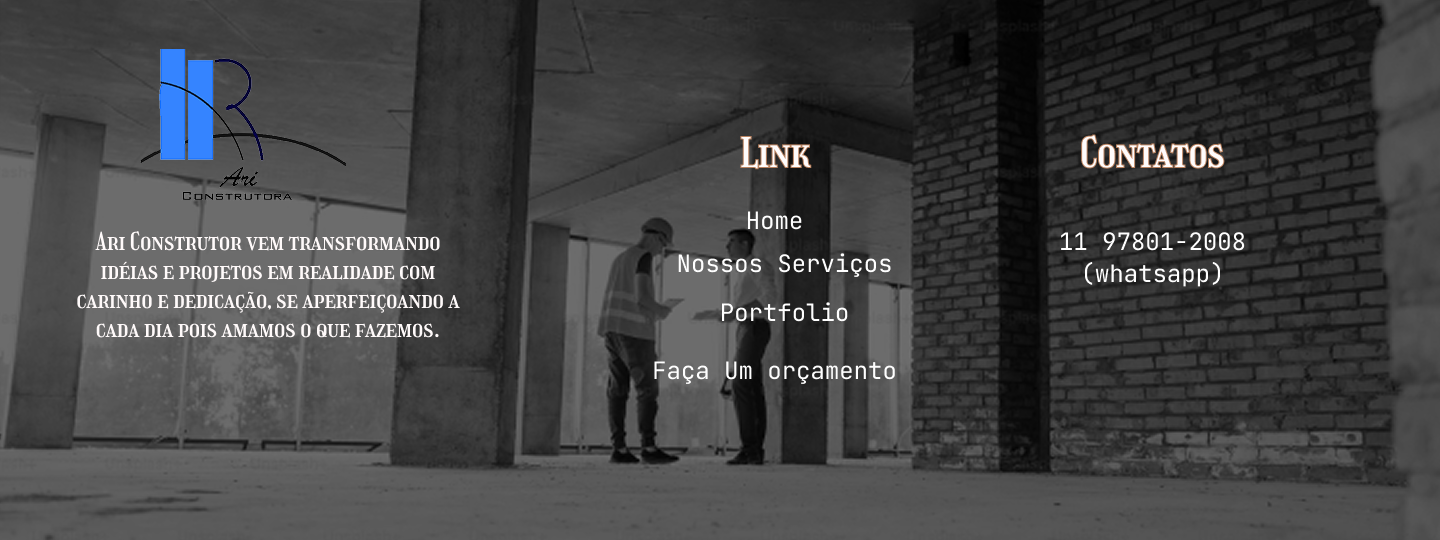 Ari
Construtora
Ari Construtor vem transformando
idéias e projetos em realidade com
carinho e dedicação, se aperfeiçoando a
cada dia pois amamos o que fazemos.
Link
Home
Nossos Serviços
Portfolio
Faça Um orçamento
Contatos
11 97801-2008
(whatsapp)